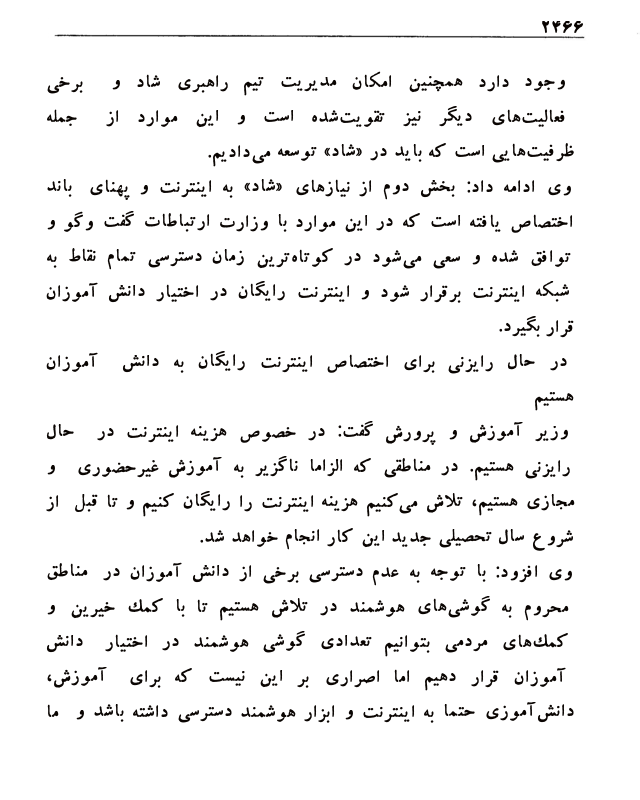 ۲۴۶۶
وجود دارد همچنین امکان مدیریت تیم راهبری شاد و برخی
فعالیت‌های دیگر نیز تقویت‌شده است و این موارد از جمله
ظرفیت‌هایی است که باید در «شاد» توسعه می‌دادیم.
وی ادامه داد: بخش دوم از نیازهای «شاد» به اینترنت و پهنای باند
اختصاص یافته است که در این موارد با وزارت ارتباطات گفت وگو و
توافق شده و سعی می‌شود در کوتاه‌ترین زمان دسترسی تمام نقاط به
شبکه اینترنت برقرار شود و اینترنت رایگان در اختیار دانش آموزان
قرار بگیرد.
در حال رایزنی برای اختصاص اینترنت رایگان به دانش آموزان
هستیم
وزیر آموزش و پرورش گفت: در خصوص هزینه اینترنت در حال
رایزنی هستیم. در مناطقی که الزاما ناگزیر به آموزش غیرحضوری و
مجازی هستیم، تلاش می‌کنیم هزینه اینترنت را رایگان کنیم و تا قبل از
شروع سال تحصیلی جدید این کار انجام خواهد شد.
وی افزود: با توجه به عدم دسترسی برخی از دانش آموزان در مناطق
محروم به گوشی‌های هوشمند در تلاش هستیم تا با کمك خیرین و
کمك‌های مردمی بتوانیم تعدادی گوشی هوشمند در اختیار دانش
آموزان قرار دهیم اما اصراری بر این نیست که برای آموزش،
دانش‌آموزی حتما به اینترنت و ابزار هوشمند دسترسی داشته باشد و ما